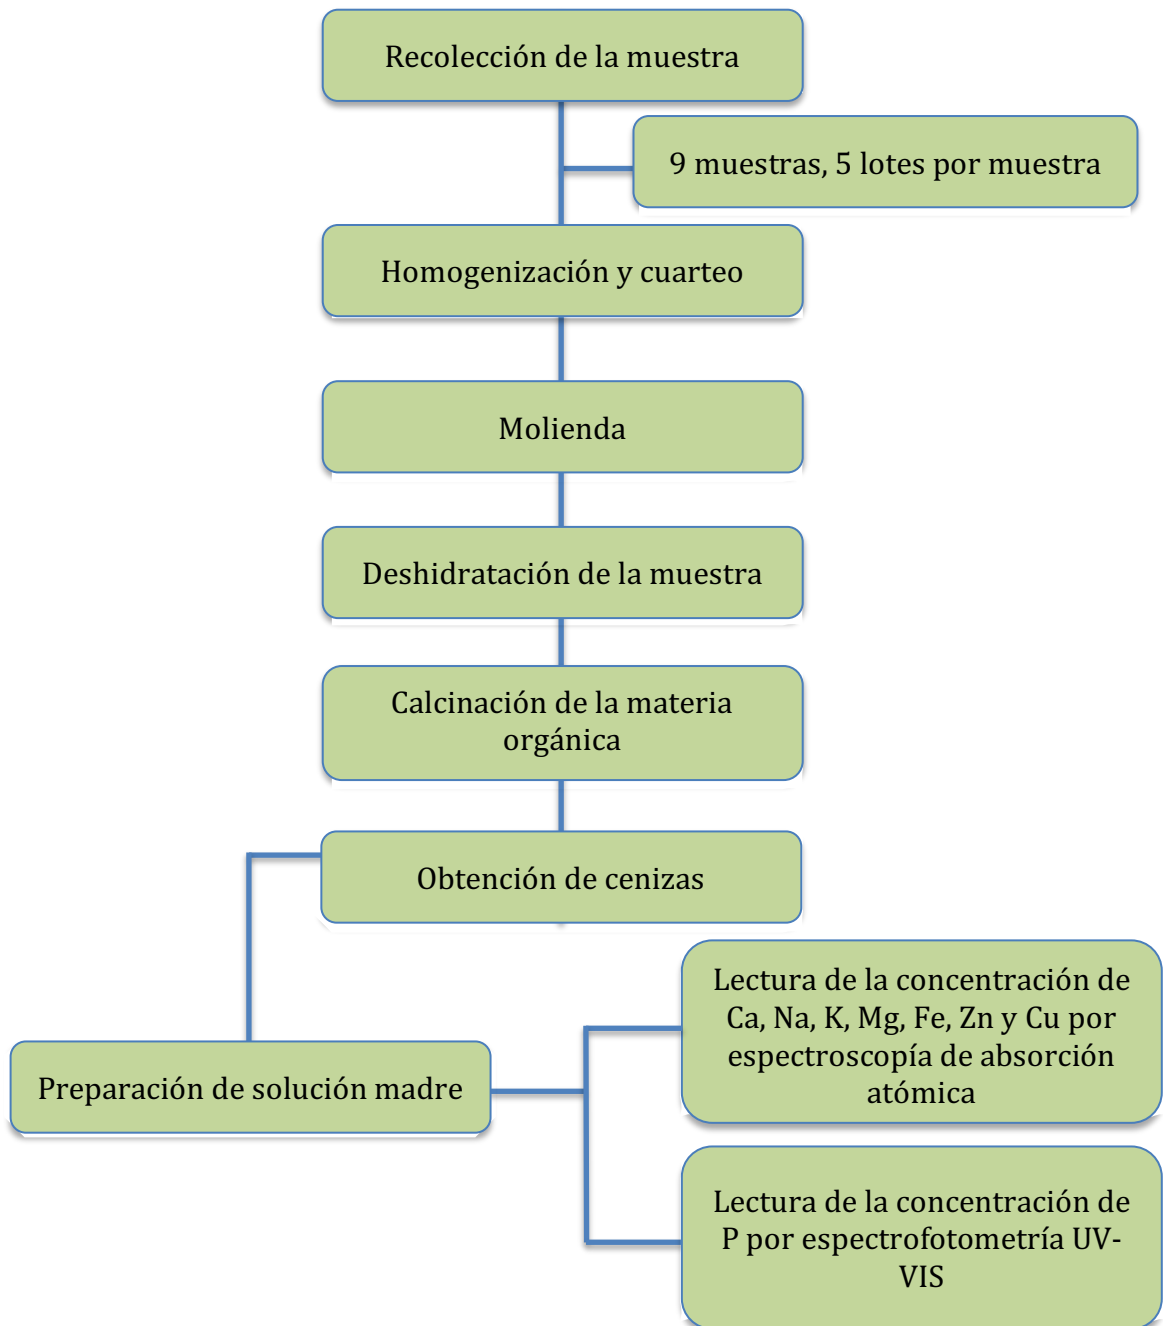 Recolección de la muestra
9 muestras, 5 lotes por muestra
Homogenización y cuarteo
Molienda
Deshidratación de la muestra
Calcinación de la materia
orgánica
Obtención de cenizas
Preparación de solución madre
Lectura de la concentración de
Ca, Na, K, Mg, Fe, Zn y Cu por
espectroscopía de absorción
atómica
Lectura de la concentración de
P por espectrofotometría UV-
VIS